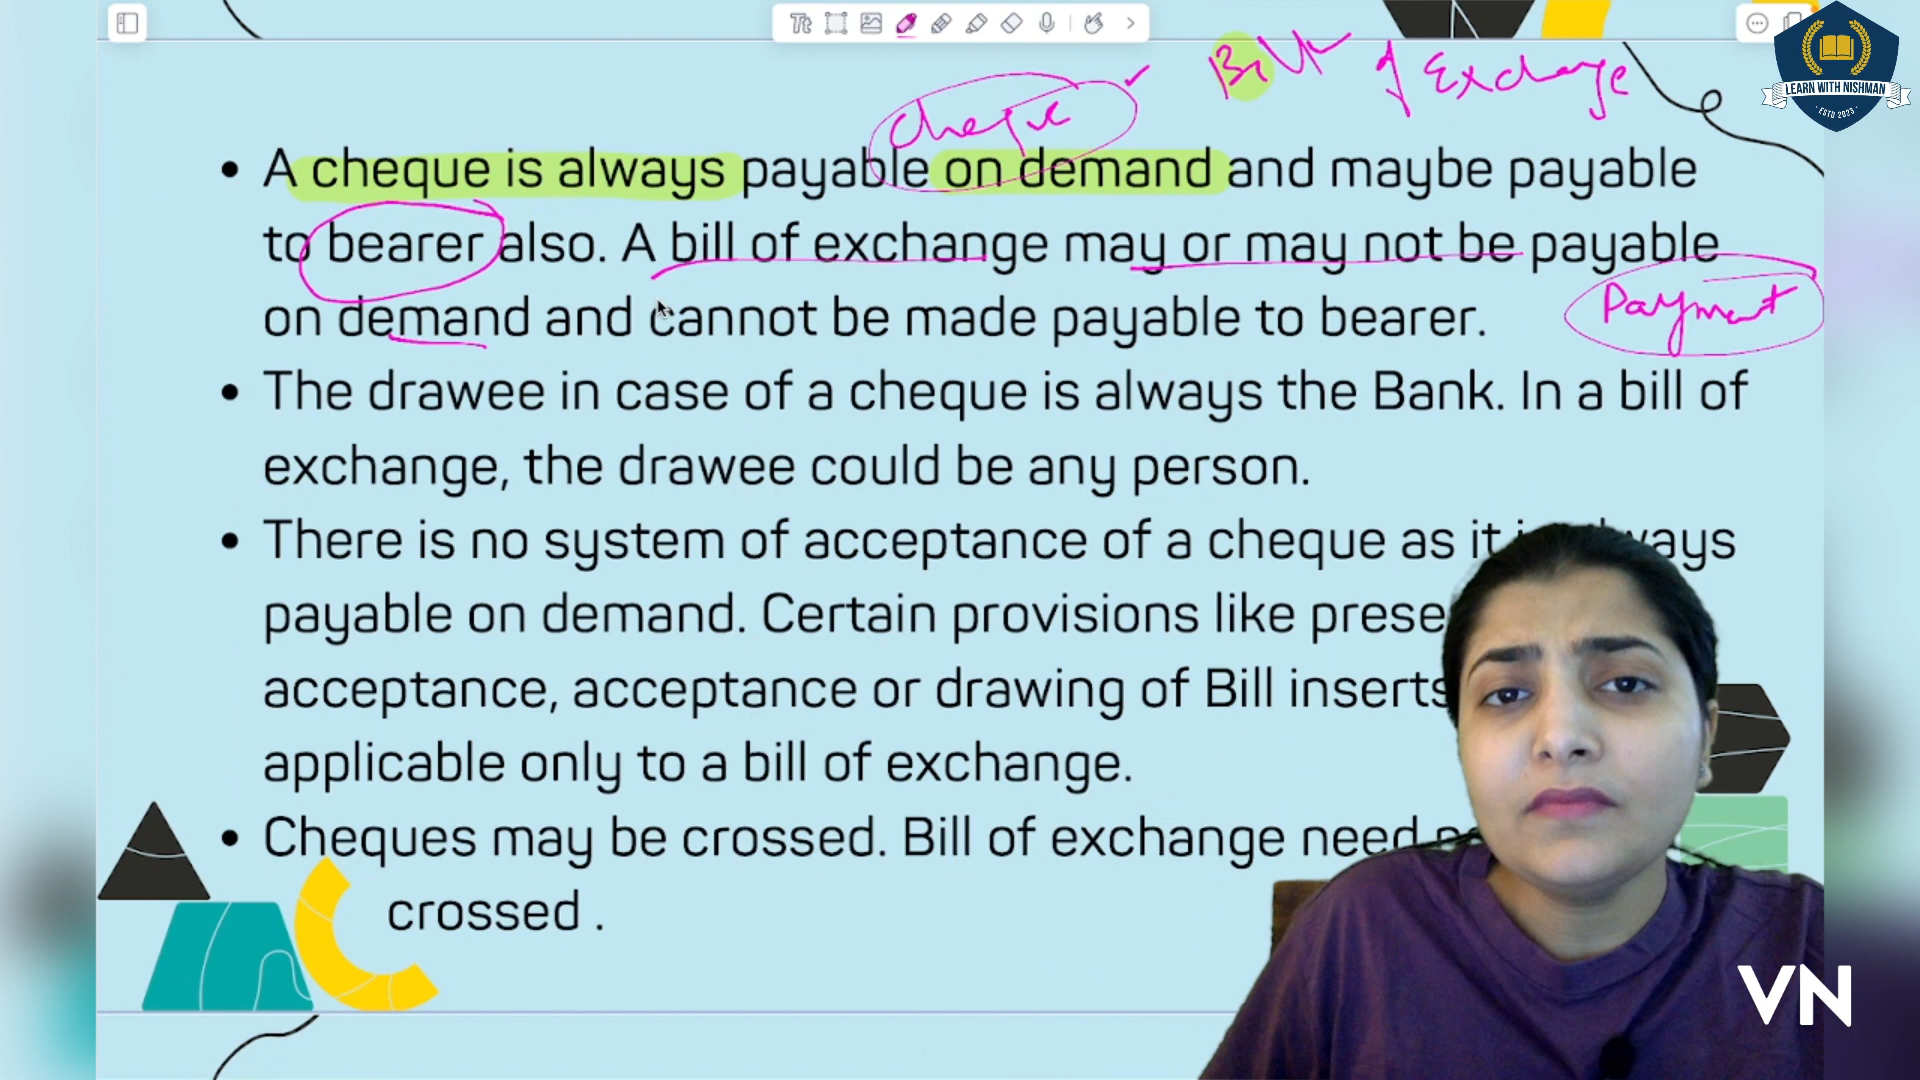 Tt
LEARN WITH NISHMAN
ESTD 2023
Bill of Exchange
Cheque
• A cheque is always payable on demand and maybe payable
to bearer also. A bill of exchange may or may not be payable
on demand and cannot be made payable to bearer.
Payment
• The drawee in case of a cheque is always the Bank. In a bill of
exchange, the drawee could be any person.
• There is no system of acceptance of a cheque as it
payable on demand. Certain provisions like
acceptance, acceptance or drawing of Bill inserts
applicable only to a bill of exchange.
• Cheques may be crossed. Bill of exchange need
crossed .
VN